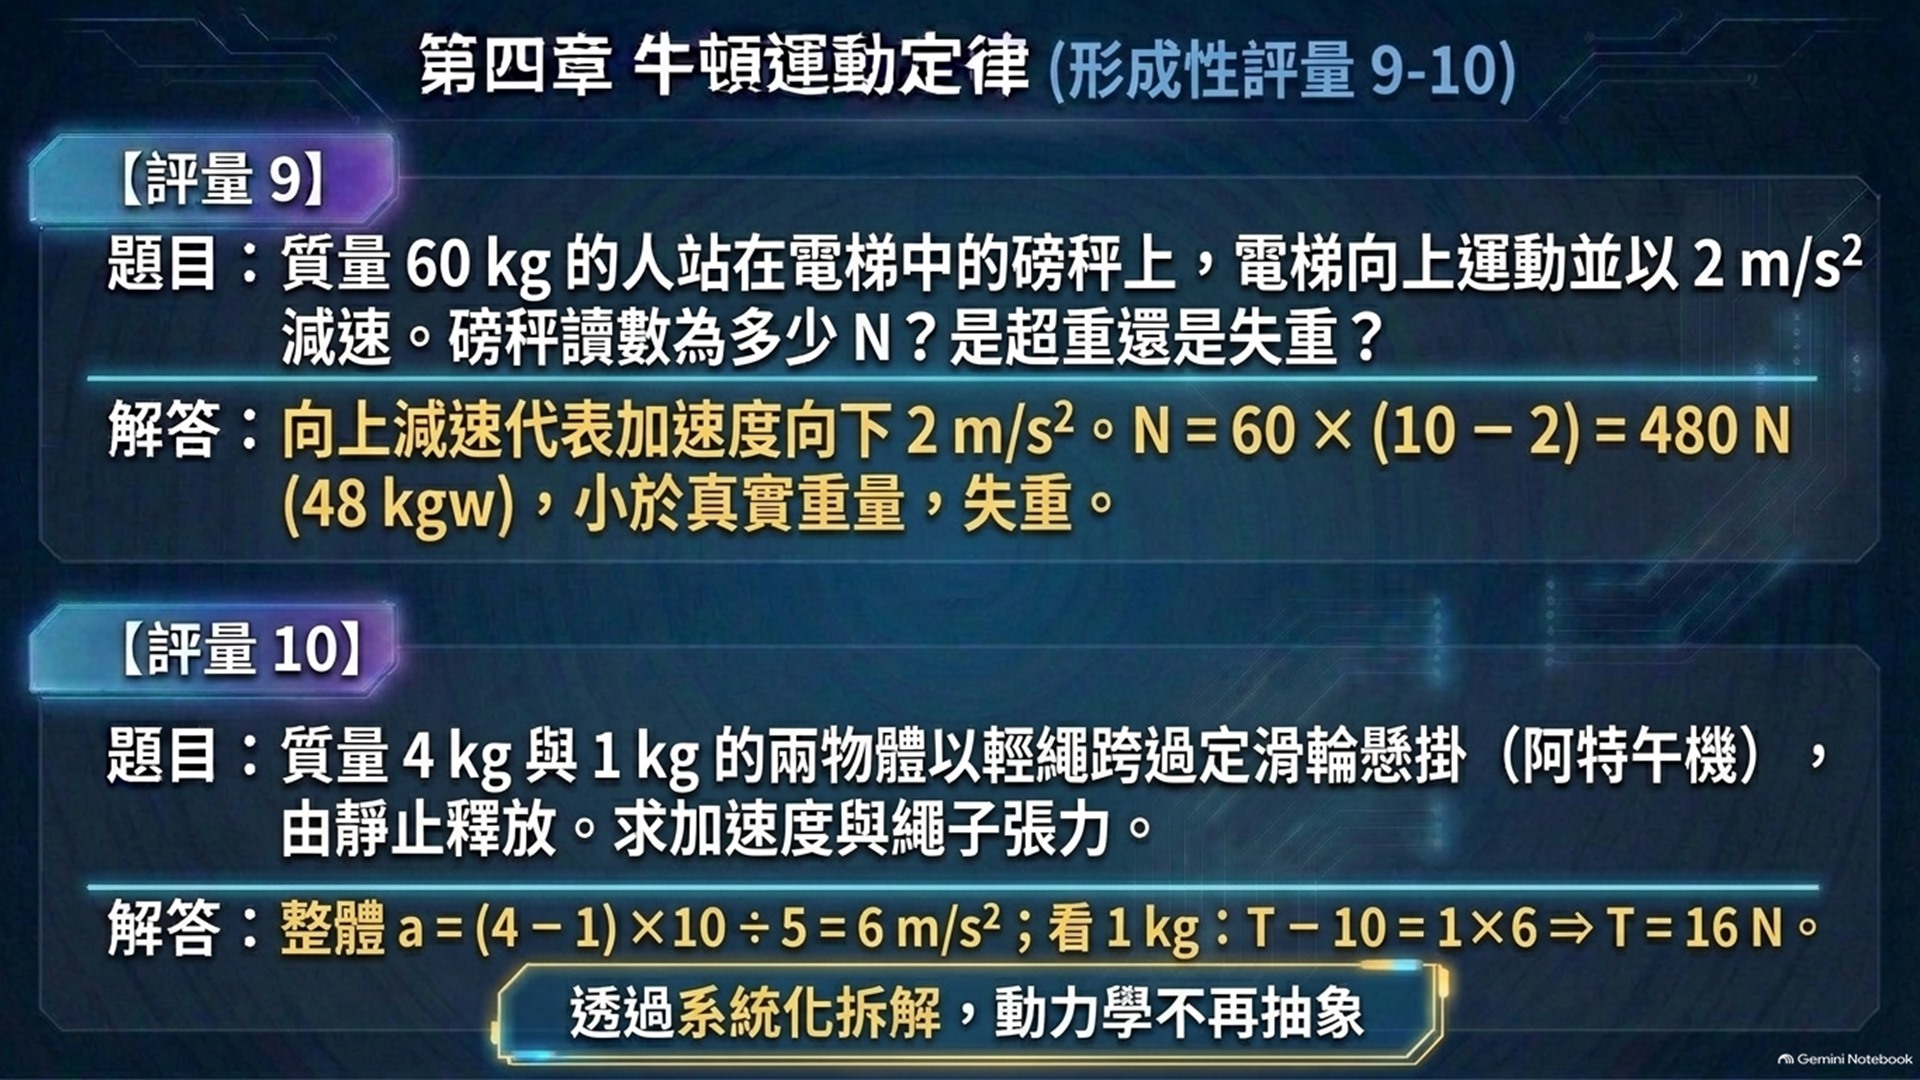 第四章 牛頓運動定律 (形成性評量 9-10)
【評量 9】
題目：質量 60 kg 的人站在電梯中的磅秤上，電梯向上運動並以 2 m/s²
減速。磅秤讀數為多少 N？是超重還是失重？
解答：向上減速代表加速度向下 2 m/s²。N = 60 × (10 − 2) = 480 N
(48 kgw)，小於真實重量，失重。
【評量 10】
題目：質量 4 kg 與 1 kg 的兩物體以輕繩跨過定滑輪懸掛（阿特午機），
由靜止釋放。求加速度與繩子張力。
解答：整體 a = (4 − 1) × 10 ÷ 5 = 6 m/s²；看 1 kg：T − 10 = 1×6 ⇒ T = 16 N。
透過系統化拆解，動力學不再抽象
Gemini Notebook